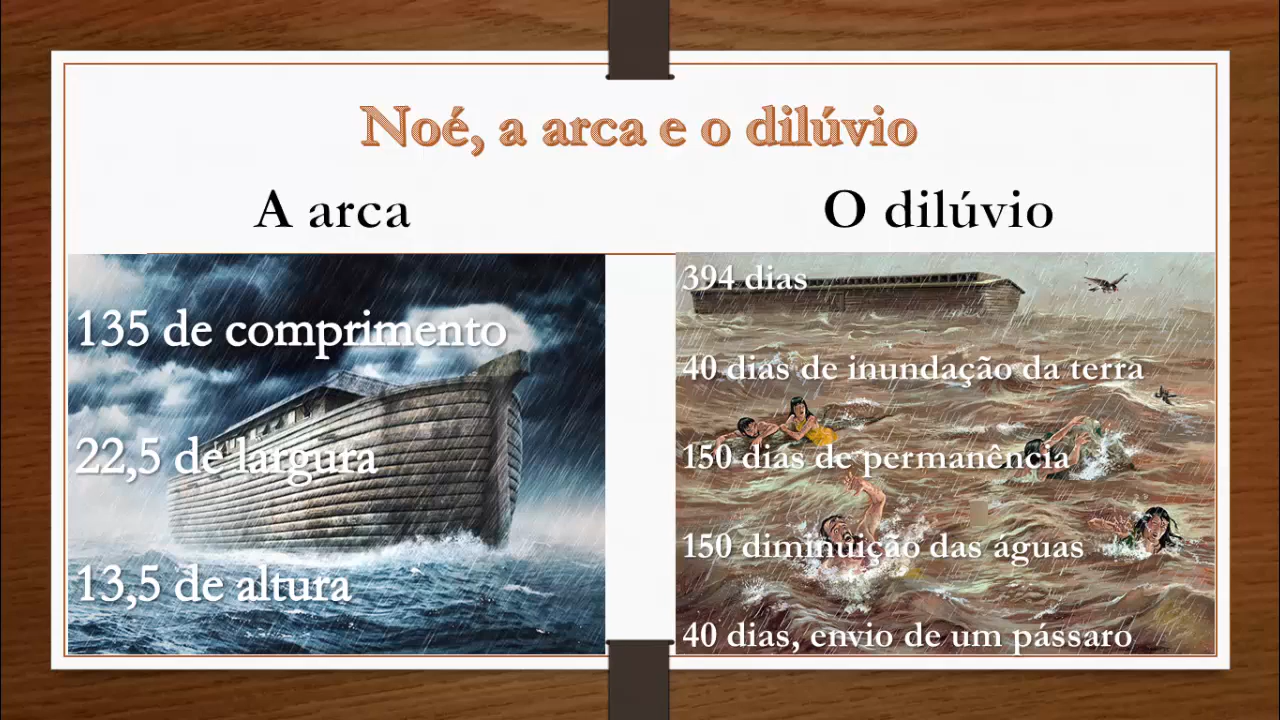 Noé, a arca e o dilúvio
A arca
135 de comprimento
22,5 de largura
13,5 de altura
O dilúvio
394 dias
40 dias de inundação da terra
150 dias de permanência
150 diminuição das águas
40 dias, envio de um pássaro